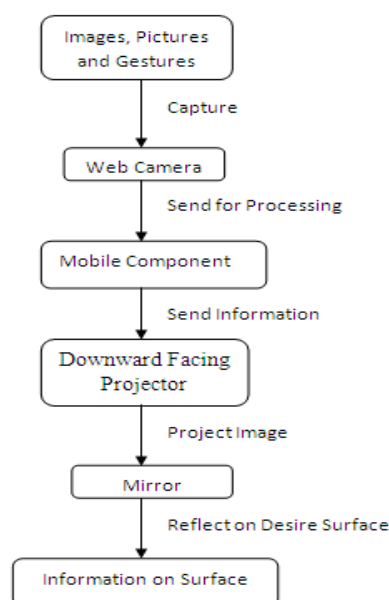 Images, Pictures
and Gestures
Capture
Web Camera
Send for Processing
Mobile Component
Send Information
Downward Facing
Projector
Project Image
Mirror
Reflect on Desire Surface
Information on Surface